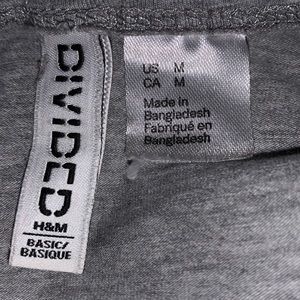 DIVIDED
H&M
BASIC/
BASIQUE
US M
CA M
Made in
Bangladesh
Fabriqué en
Bangladesh